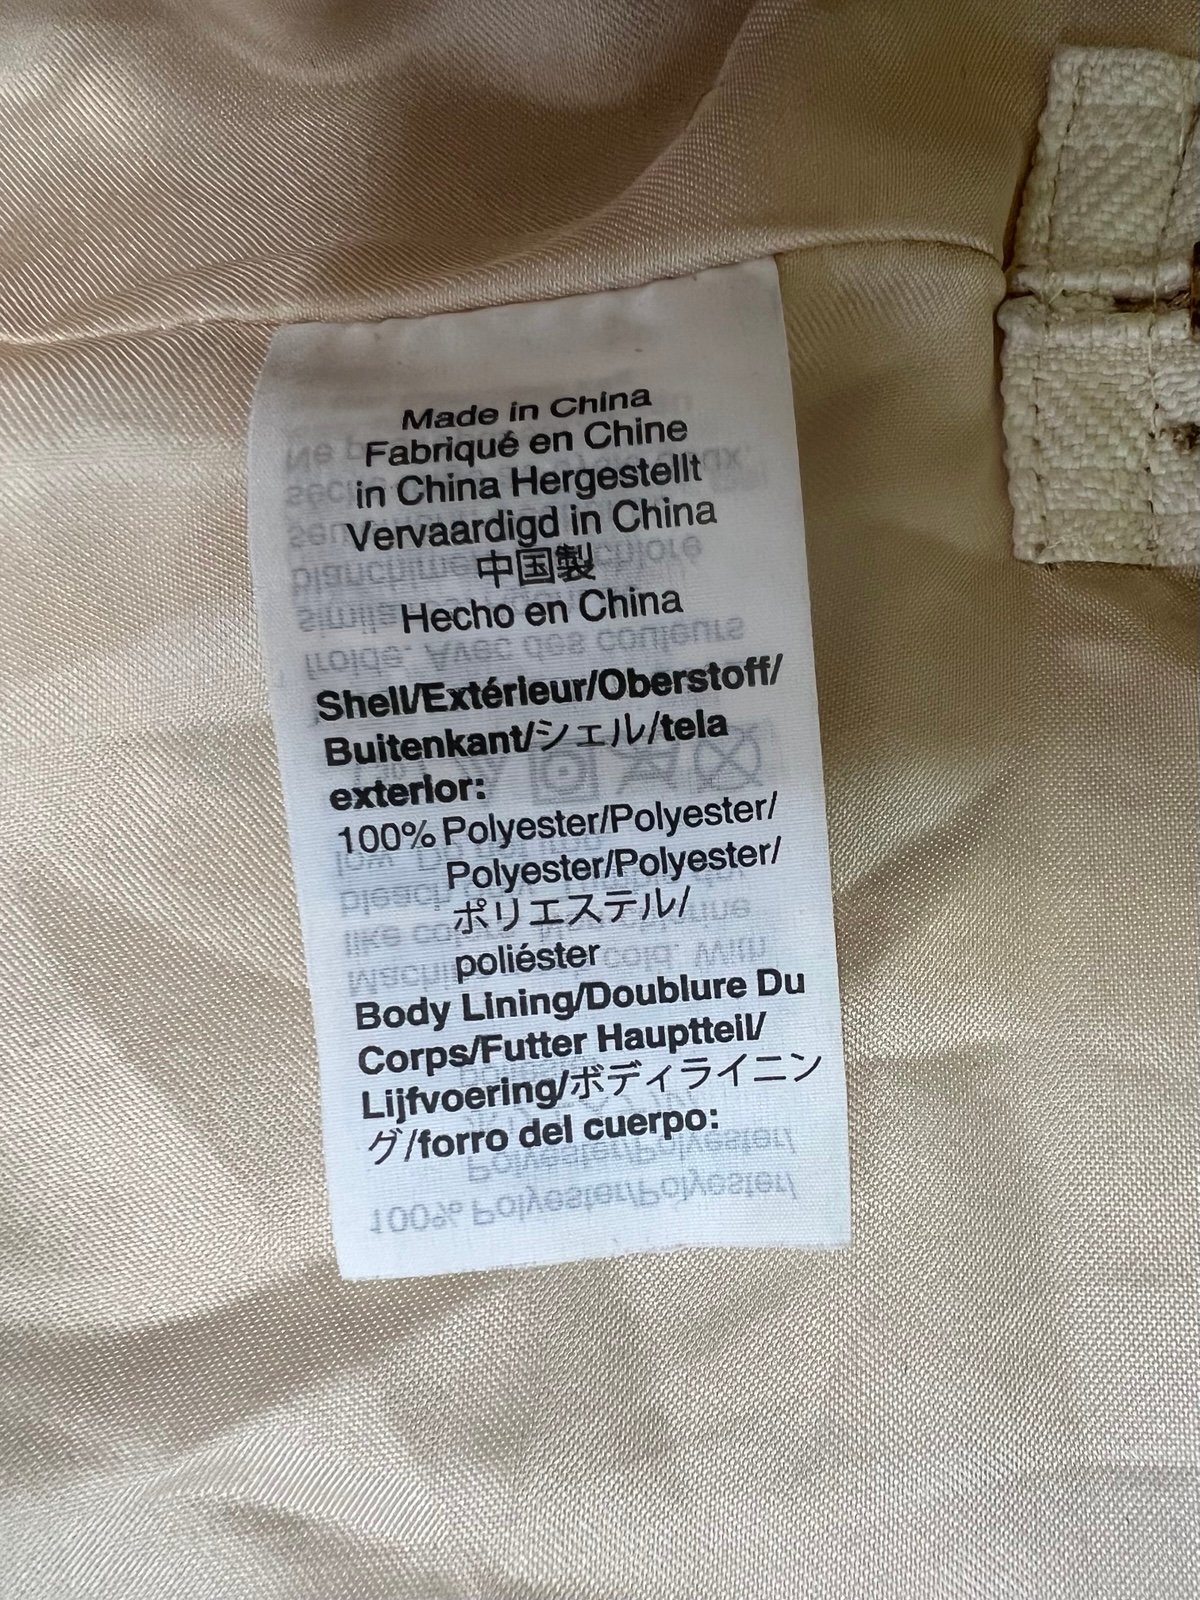 Made in China
Fabriqué en Chine
in China Hergestellt
Vervaardigd in China
中国製
Hecho en China
Shell/Extérieur/Oberstoff/
Buitenkant/シェル/tela
exterior:
100% Polyester/Polyester/
Polyester/Polyester/
ポリエステル/
poliéster
Body Lining/Doublure Du
Corps/Futter Hauptteil/
Lijfvoering/ボディライニン
グ/forro del cuerpo: